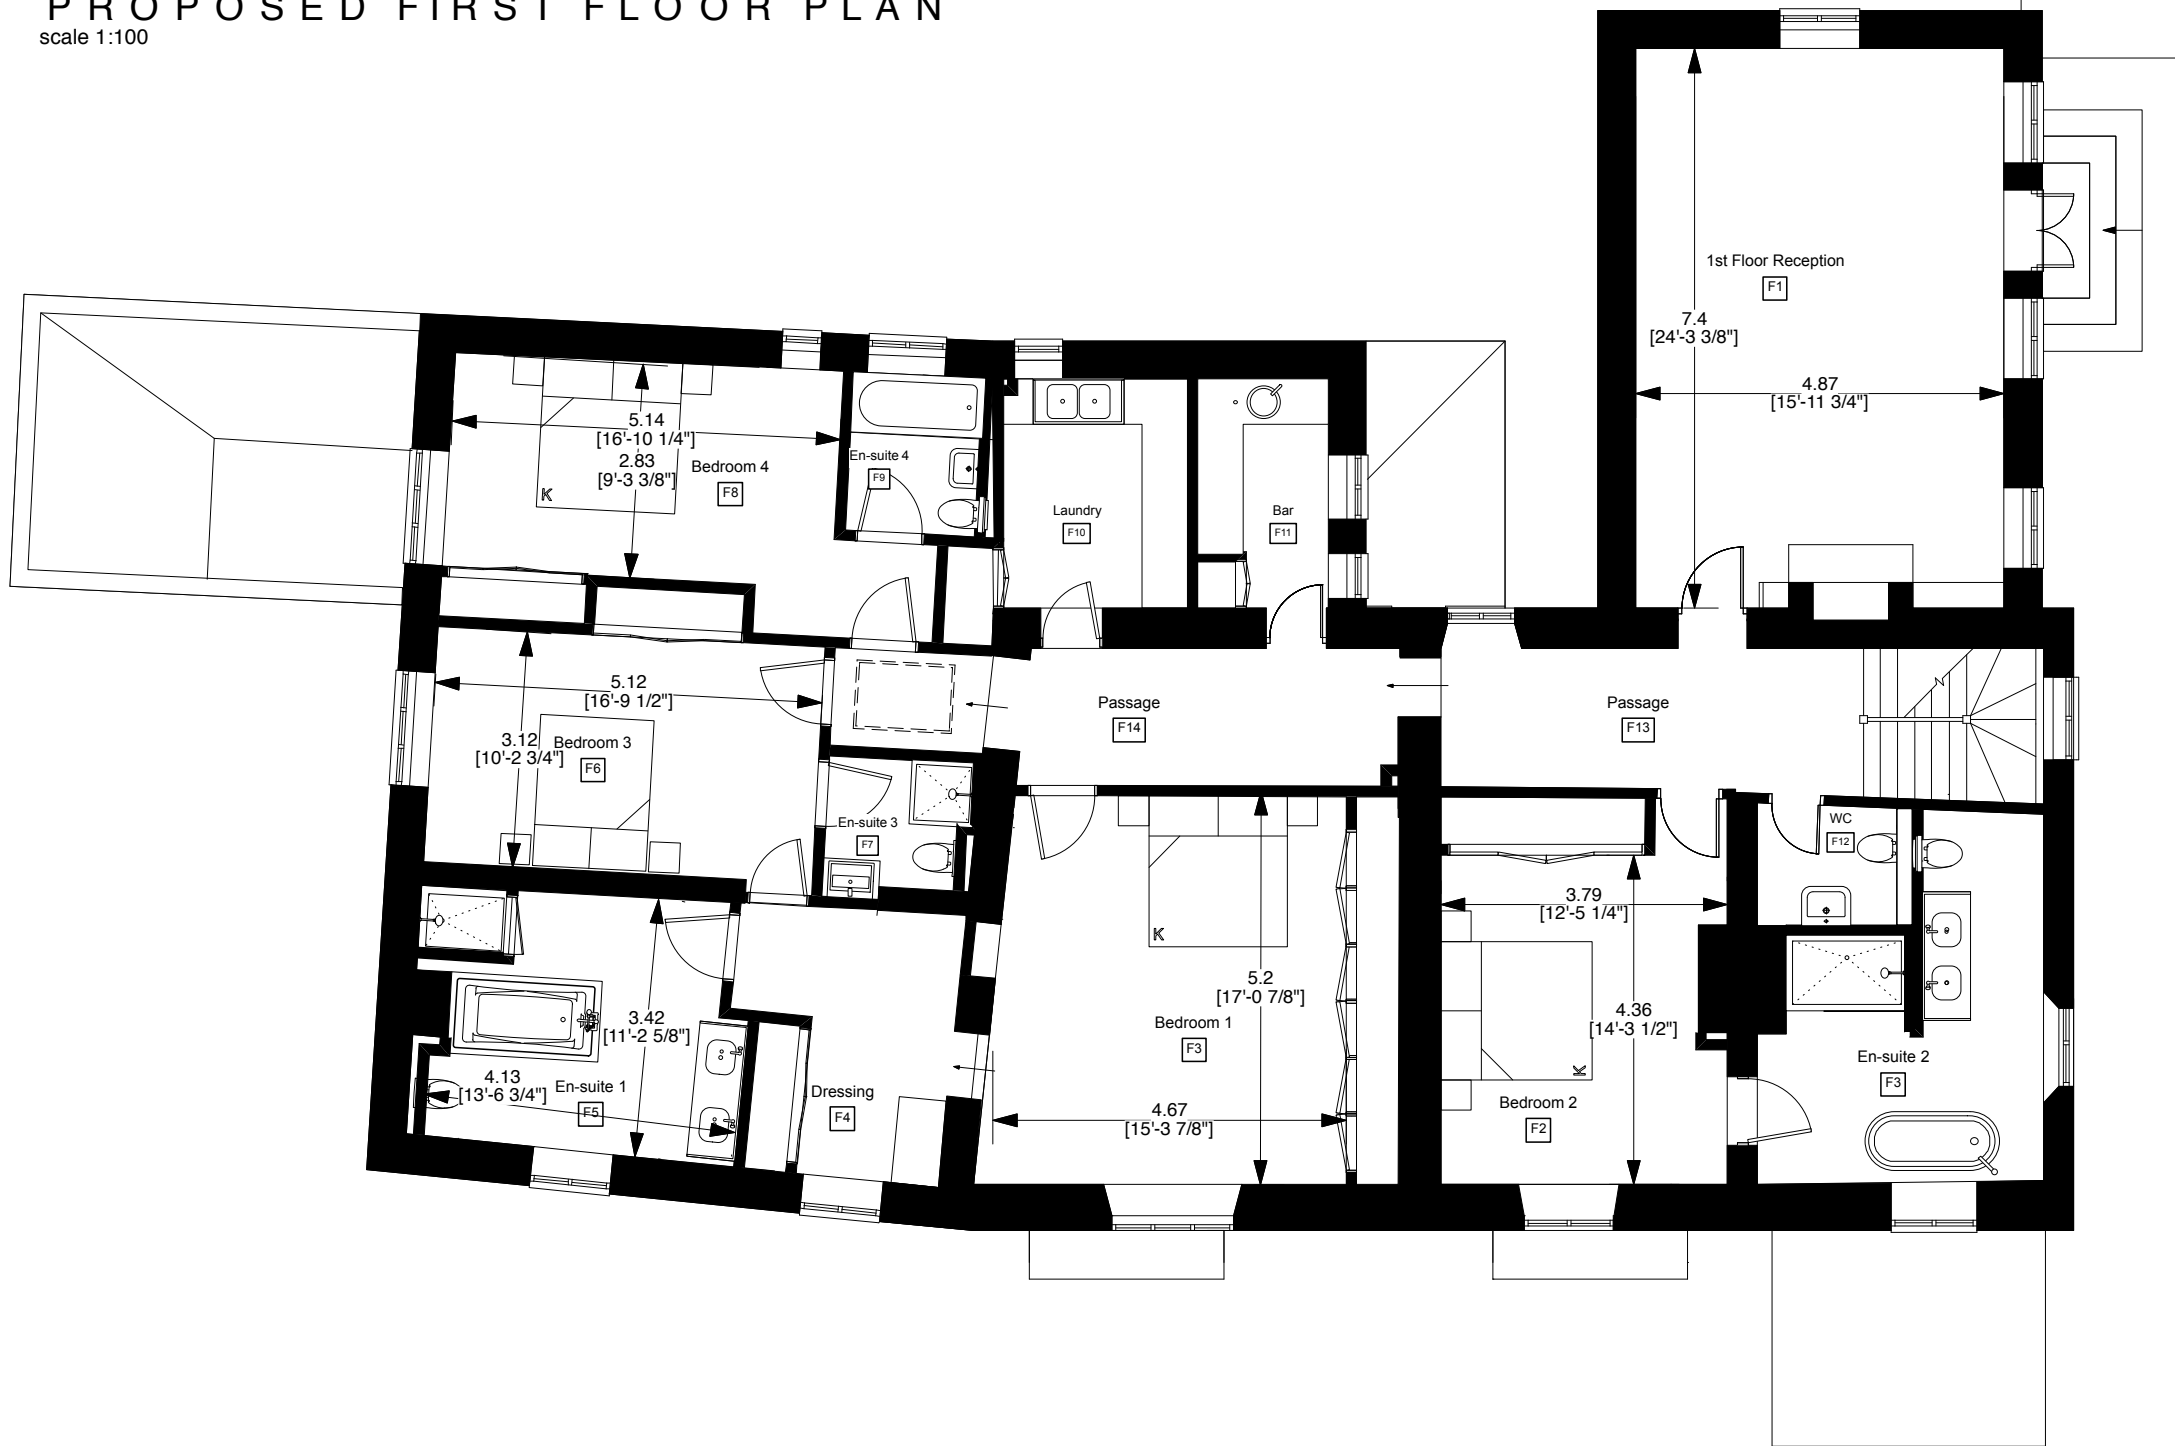 PROPOSED FIRST FLOOR PLAN
scale 1:100
1st Floor Reception
F1
7.4
[24'-3 3/8"]
4.87
[15'-11 3/4"]
5.14
[16'-10 1/4"]
2.83
[9'-3 3/8"]
K
Bedroom 4
F8
En-suite 4
F9
Laundry
F10
Bar
F11
5.12
[16'-9 1/2"]
3.12
[10'-2 3/4"]
Bedroom 3
F6
Passage
F14
Passage
F13
En-suite 3
F7
WC
F12
K
3.79
[12'-5 1/4"]
5.2
[17'-0 7/8"]
Bedroom 1
F3
4.36
[14'-3 1/2"]
K
3.42
[11'-2 5/8"]
4.13
[13'-6 3/4"]
En-suite 1
F5
Dressing
F4
4.67
[15'-3 7/8"]
Bedroom 2
F2
En-suite 2
F3